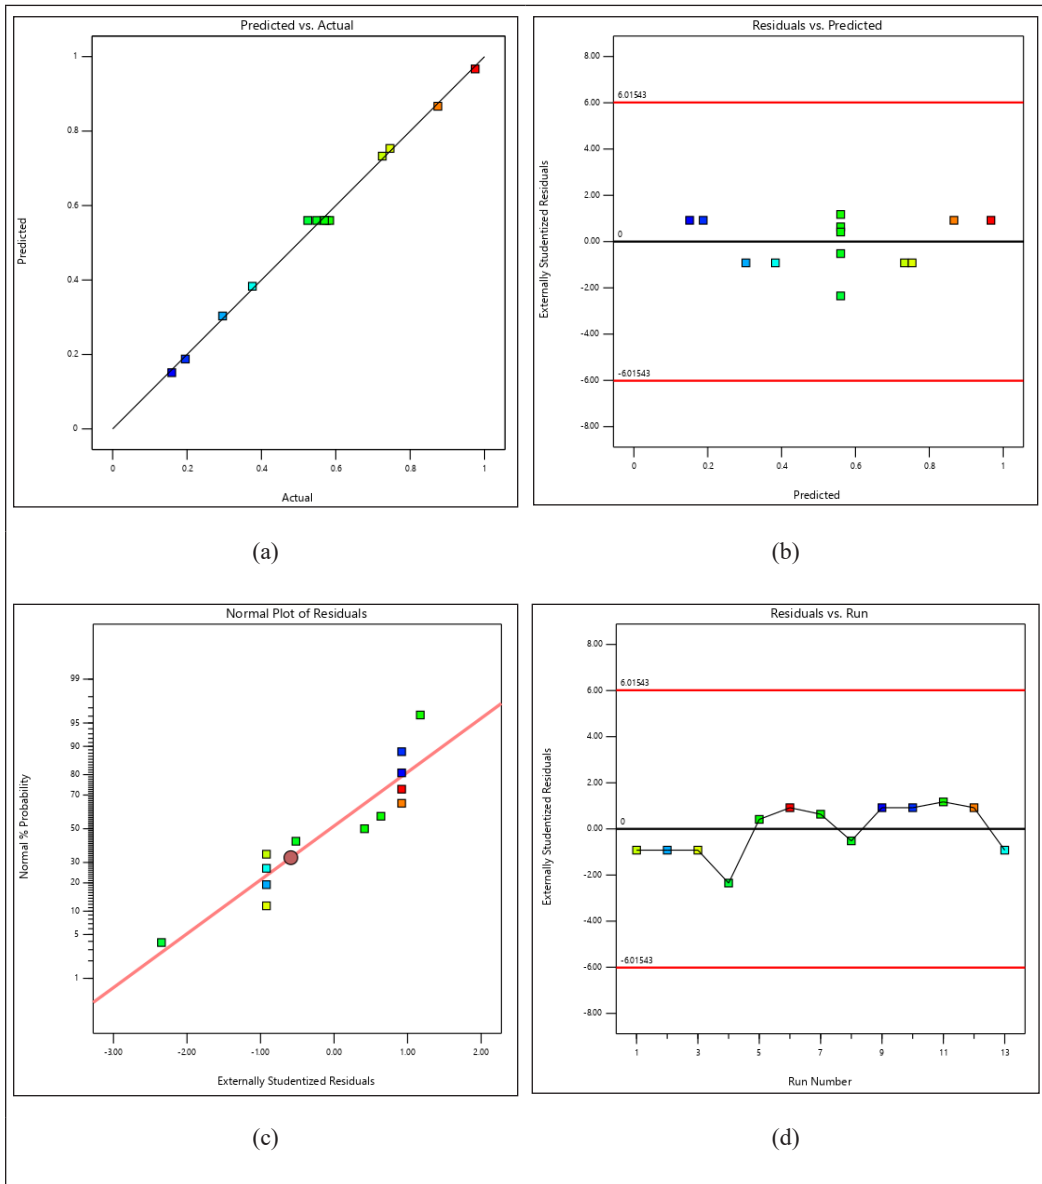 Predicted vs. Actual
1
0.8
0.6
0.4
0.2
0
Predicted
0 0.2 0.4 0.6 0.8 1
Actual
(a)
Residuals vs. Predicted
8.00
6.00
4.00
2.00
0.00
-2.00
-4.00
-6.00
-8.00
6.01543
0
-6.01543
Externally Studentized Residuals
0 0.2 0.4 0.6 0.8 1
Predicted
(b)
Normal Plot of Residuals
99
95
90
80
70
50
30
20
10
5
1
Normal % Probability
-3.00 -2.00 -1.00 0.00 1.00 2.00
Externally Studentized Residuals
(c)
Residuals vs. Run
8.00
6.00
4.00
2.00
0.00
-2.00
-4.00
-6.00
-8.00
6.01543
0
-6.01543
Externally Studentized Residuals
1 3 5 7 9 11 13
Run Number
(d)